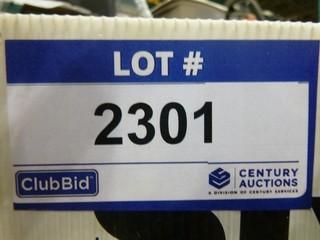 LOT #
2301
ClubBid
CENTURY
AUCTIONS
A DIVISION OF CENTURY SERVICES